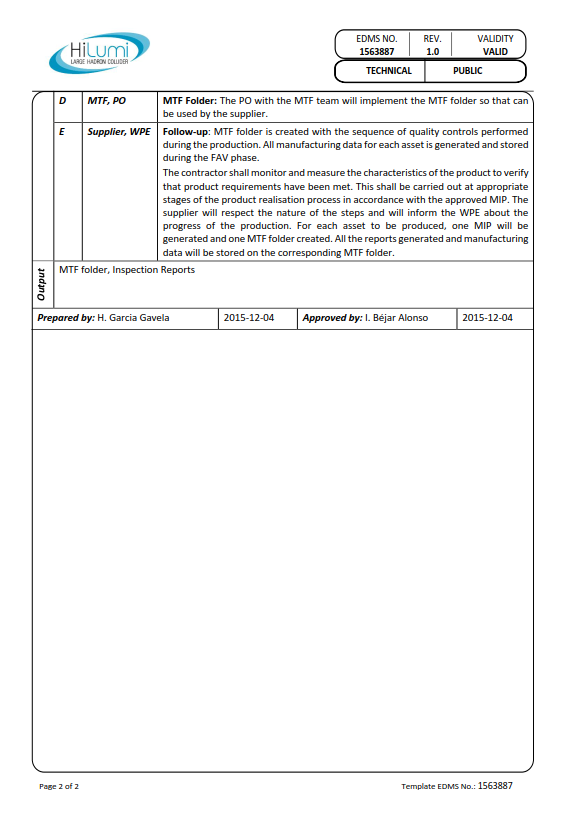 HiLumi
LARGE HADRON COLLIDER
EDMS NO. REV. VALIDITY
1563887 1.0 VALID
TECHNICAL PUBLIC
D MTF, PO MTF Folder: The PO with the MTF team will implement the MTF folder so that can
be used by the supplier.
E Supplier, WPE Follow-up: MTF folder is created with the sequence of quality controls performed
during the production. All manufacturing data for each asset is generated and stored
during the FAV phase.
The contractor shall monitor and measure the characteristics of the product to verify
that product requirements have been met. This shall be carried out at appropriate
stages of the product realisation process in accordance with the approved MIP. The
supplier will respect the nature of the steps and will inform the WPE about the
progress of the production. For each asset to be produced, one MIP will be
generated and one MTF folder created. All the reports generated and manufacturing
data will be stored on the corresponding MTF folder.
Output
MTF folder, Inspection Reports
Prepared by: H. Garcia Gavela 2015-12-04 Approved by: I. Béjar Alonso 2015-12-04
Page 2 of 2 Template EDMS No.: 1563887